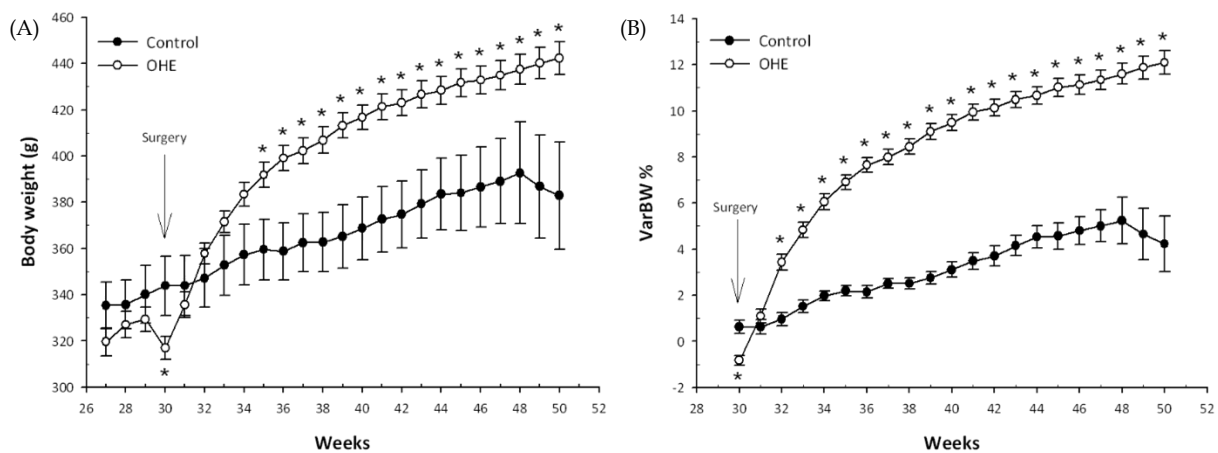 (A)
Body weight (g)
460
440
420
400
380
360
340
320
300
Control
OHE
Surgery
* * * * * * * * * * * * * * * *
*
26 28 30 32 34 36 38 40 42 44 46 48 50 52
Weeks
(B)
VarBW %
14
12
10
8
6
4
2
0
-2
Control
OHE
Surgery
* * * * * * * * * * * * * * * * * * *
*
28 30 32 34 36 38 40 42 44 46 48 50 52
Weeks